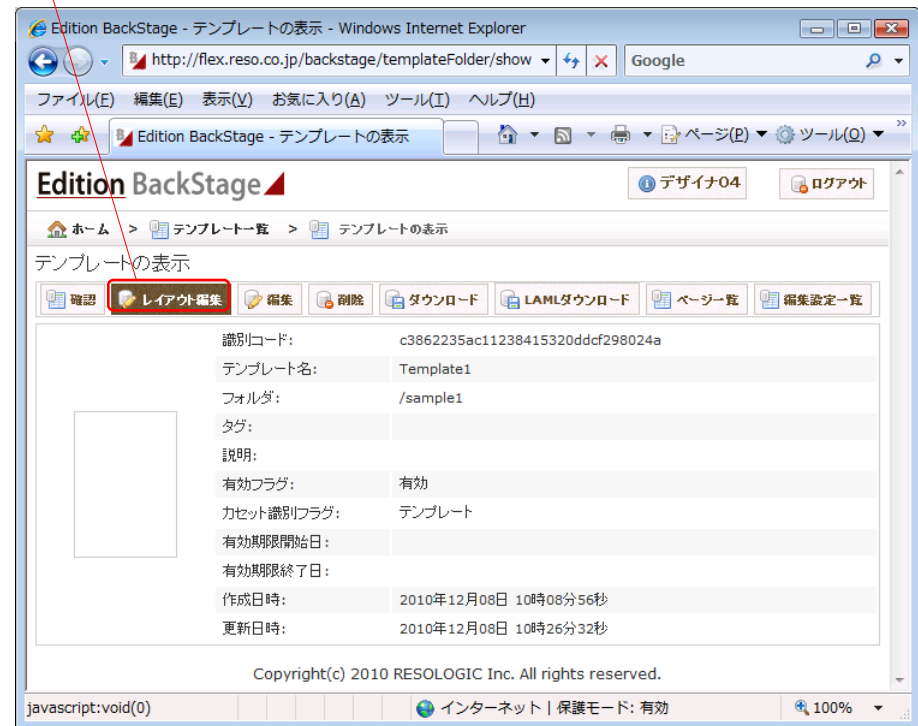 Edition BackStage - テンプレートの表示 - Windows Internet Explorer
http://flex.reso.co.jp/backstage/templateFolder/show
Google
ファイル(F) 編集(E) 表示(V) お気に入り(A) ツール(T) ヘルプ(H)
Edition BackStage - テンプレートの表示
ページ(P) ツール(O) »
Edition BackStage
デザイナ04 ログアウト
ホーム > テンプレート一覧 > テンプレートの表示
テンプレートの表示
確認 レイアウト編集 編集 削除 ダウンロード LAMLダウンロード ページ一覧 編集設定一覧
識別コード: c3862235ac11238415320ddcf298024a
テンプレート名: Template1
フォルダ: /sample1
タグ:
説明:
有効フラグ: 有効
カセット識別フラグ: テンプレート
有効期限開始日:
有効期限終了日:
作成日時: 2010年12月08日 10時08分56秒
更新日時: 2010年12月08日 10時26分32秒
Copyright(c) 2010 RESOLOGIC Inc. All rights reserved.
javascript:void(0) インターネット | 保護モード: 有効 100%